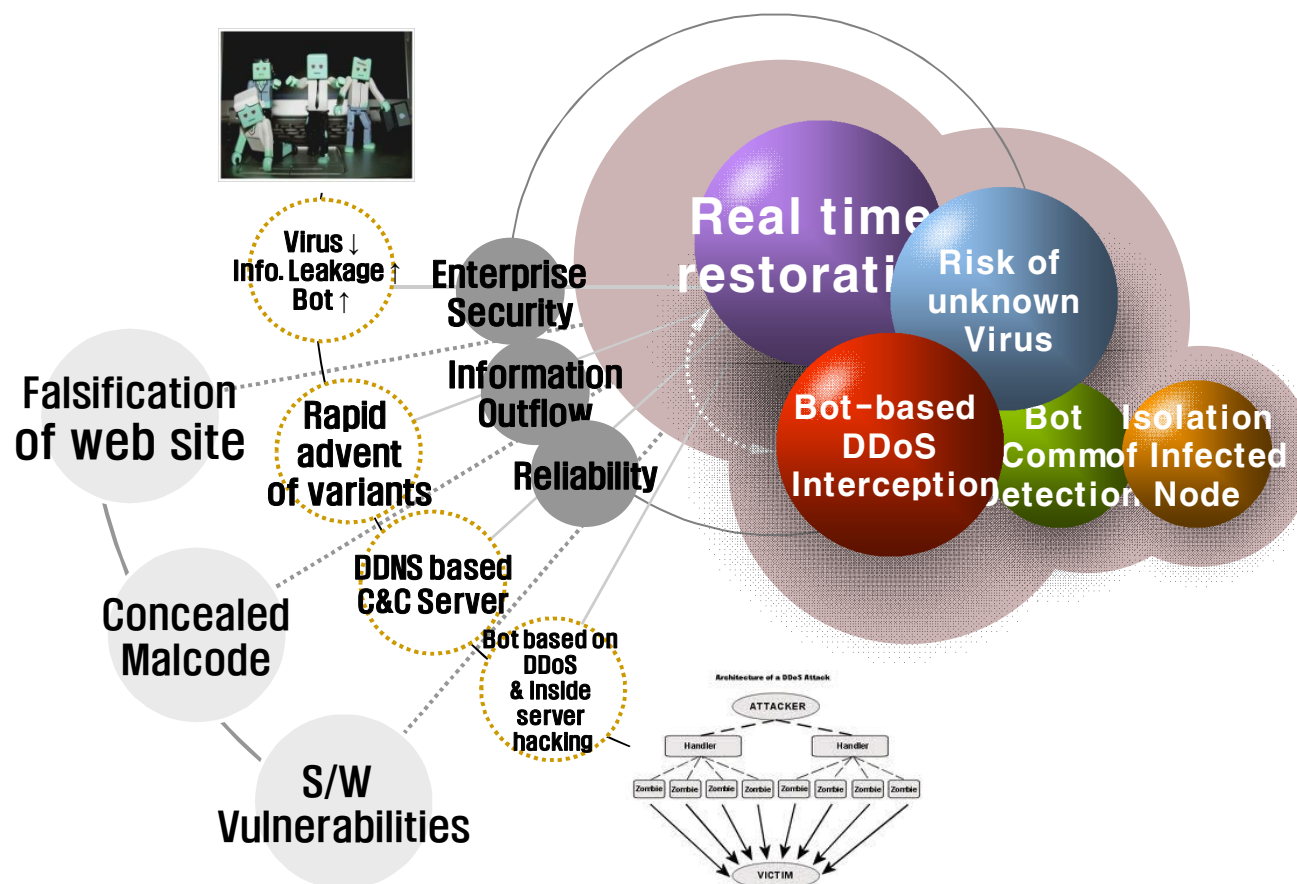 Virus ↓
Info. Leakage ↑
Bot ↑
Enterprise
Security
Information
Outflow
Reliability
Falsification
of web site
Rapid
advent
of variants
Concealed
Malcode
DDNS based
C&C Server
Bot based on
DDoS
& Inside
server
hacking
S/W
Vulnerabilities
Real time
restorati
Risk of
unknown
Virus
Bot-based
DDoS
Interception
Bot
Comm
Detection
Isolation
of Infected
Node
Architecture of a DDoS Attack
ATTACKER
Handler Handler
Zombie Zombie Zombie Zombie Zombie Zombie Zombie Zombie
VICTIM